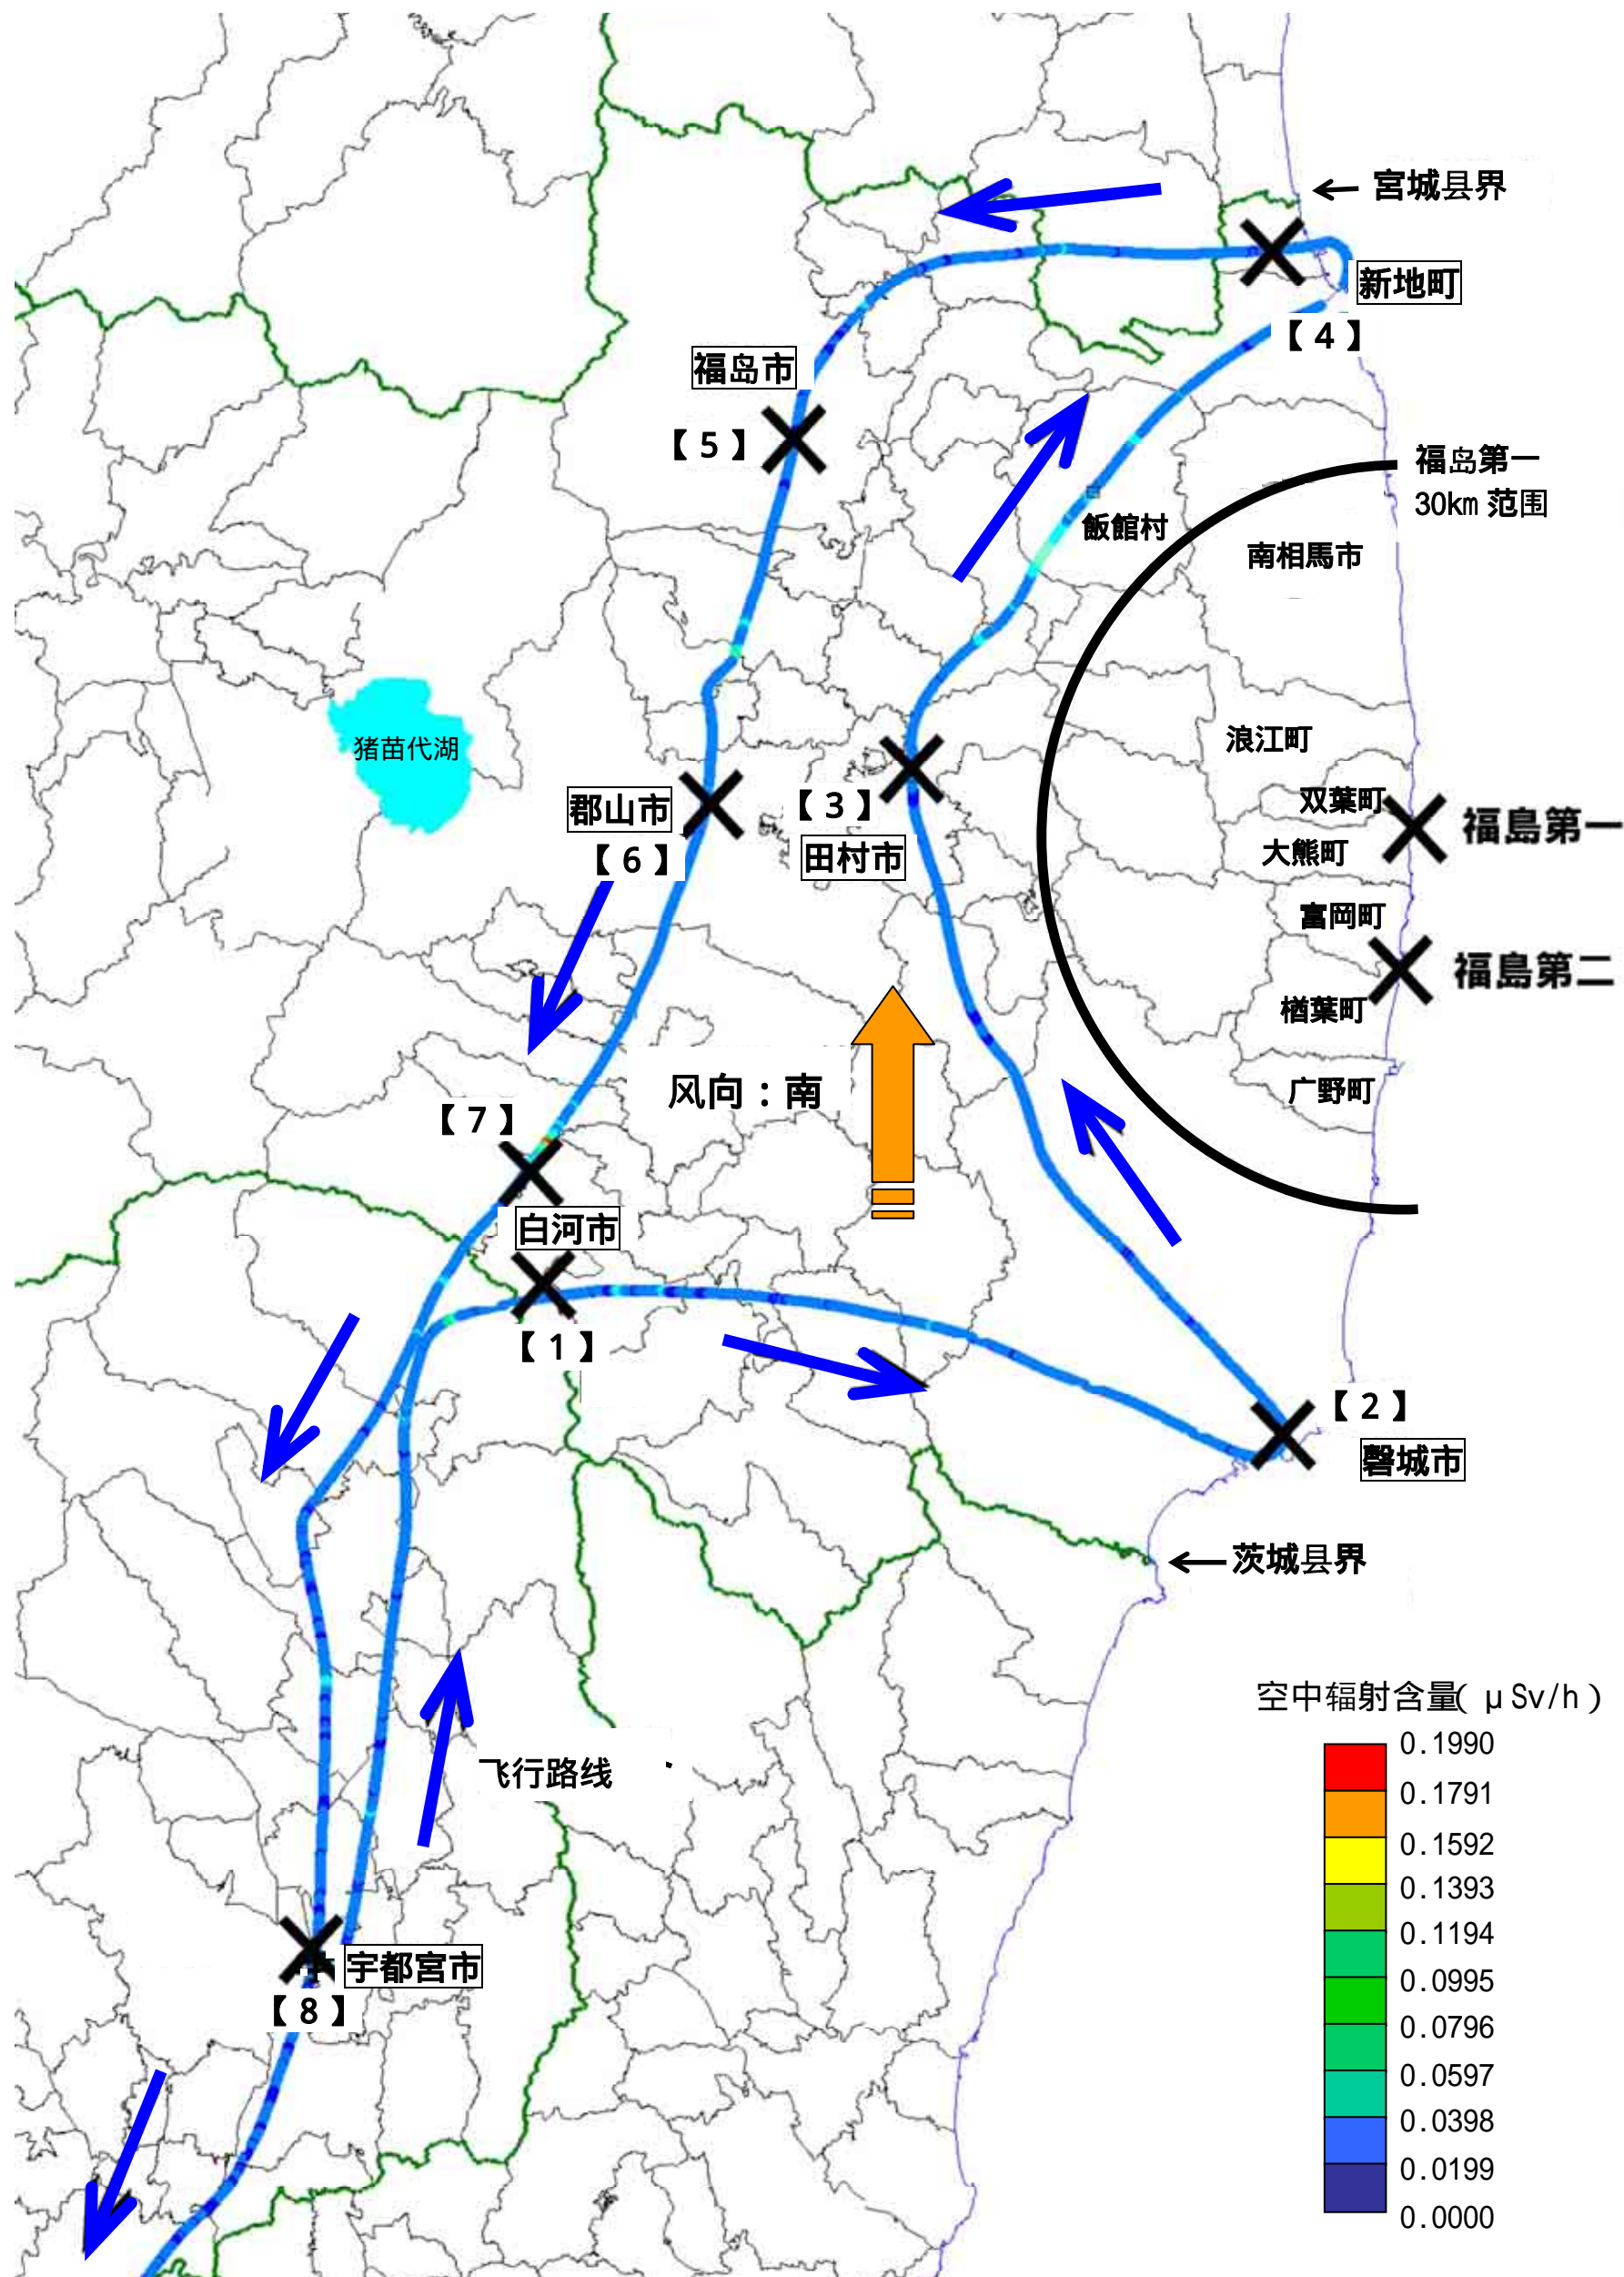 宮城县界
新地町
【4】
福岛市
【5】
福岛第一
30km 范围
飯館村
南相馬市
浪江町
猪苗代湖
双葉町
福島第一
郡山市
【3】
大熊町
【6】
田村市
富岡町
福島第二
楢葉町
风向：南
广野町
【7】
白河市
【1】
【2】
磬城市
茨城县界
空中辐射含量(μSv/h)
0.1990
飞行路线
0.1791
0.1592
0.1393
0.1194
宇都宮市
0.0995
【8】
0.0796
0.0597
0.0398
0.0199
0.0000